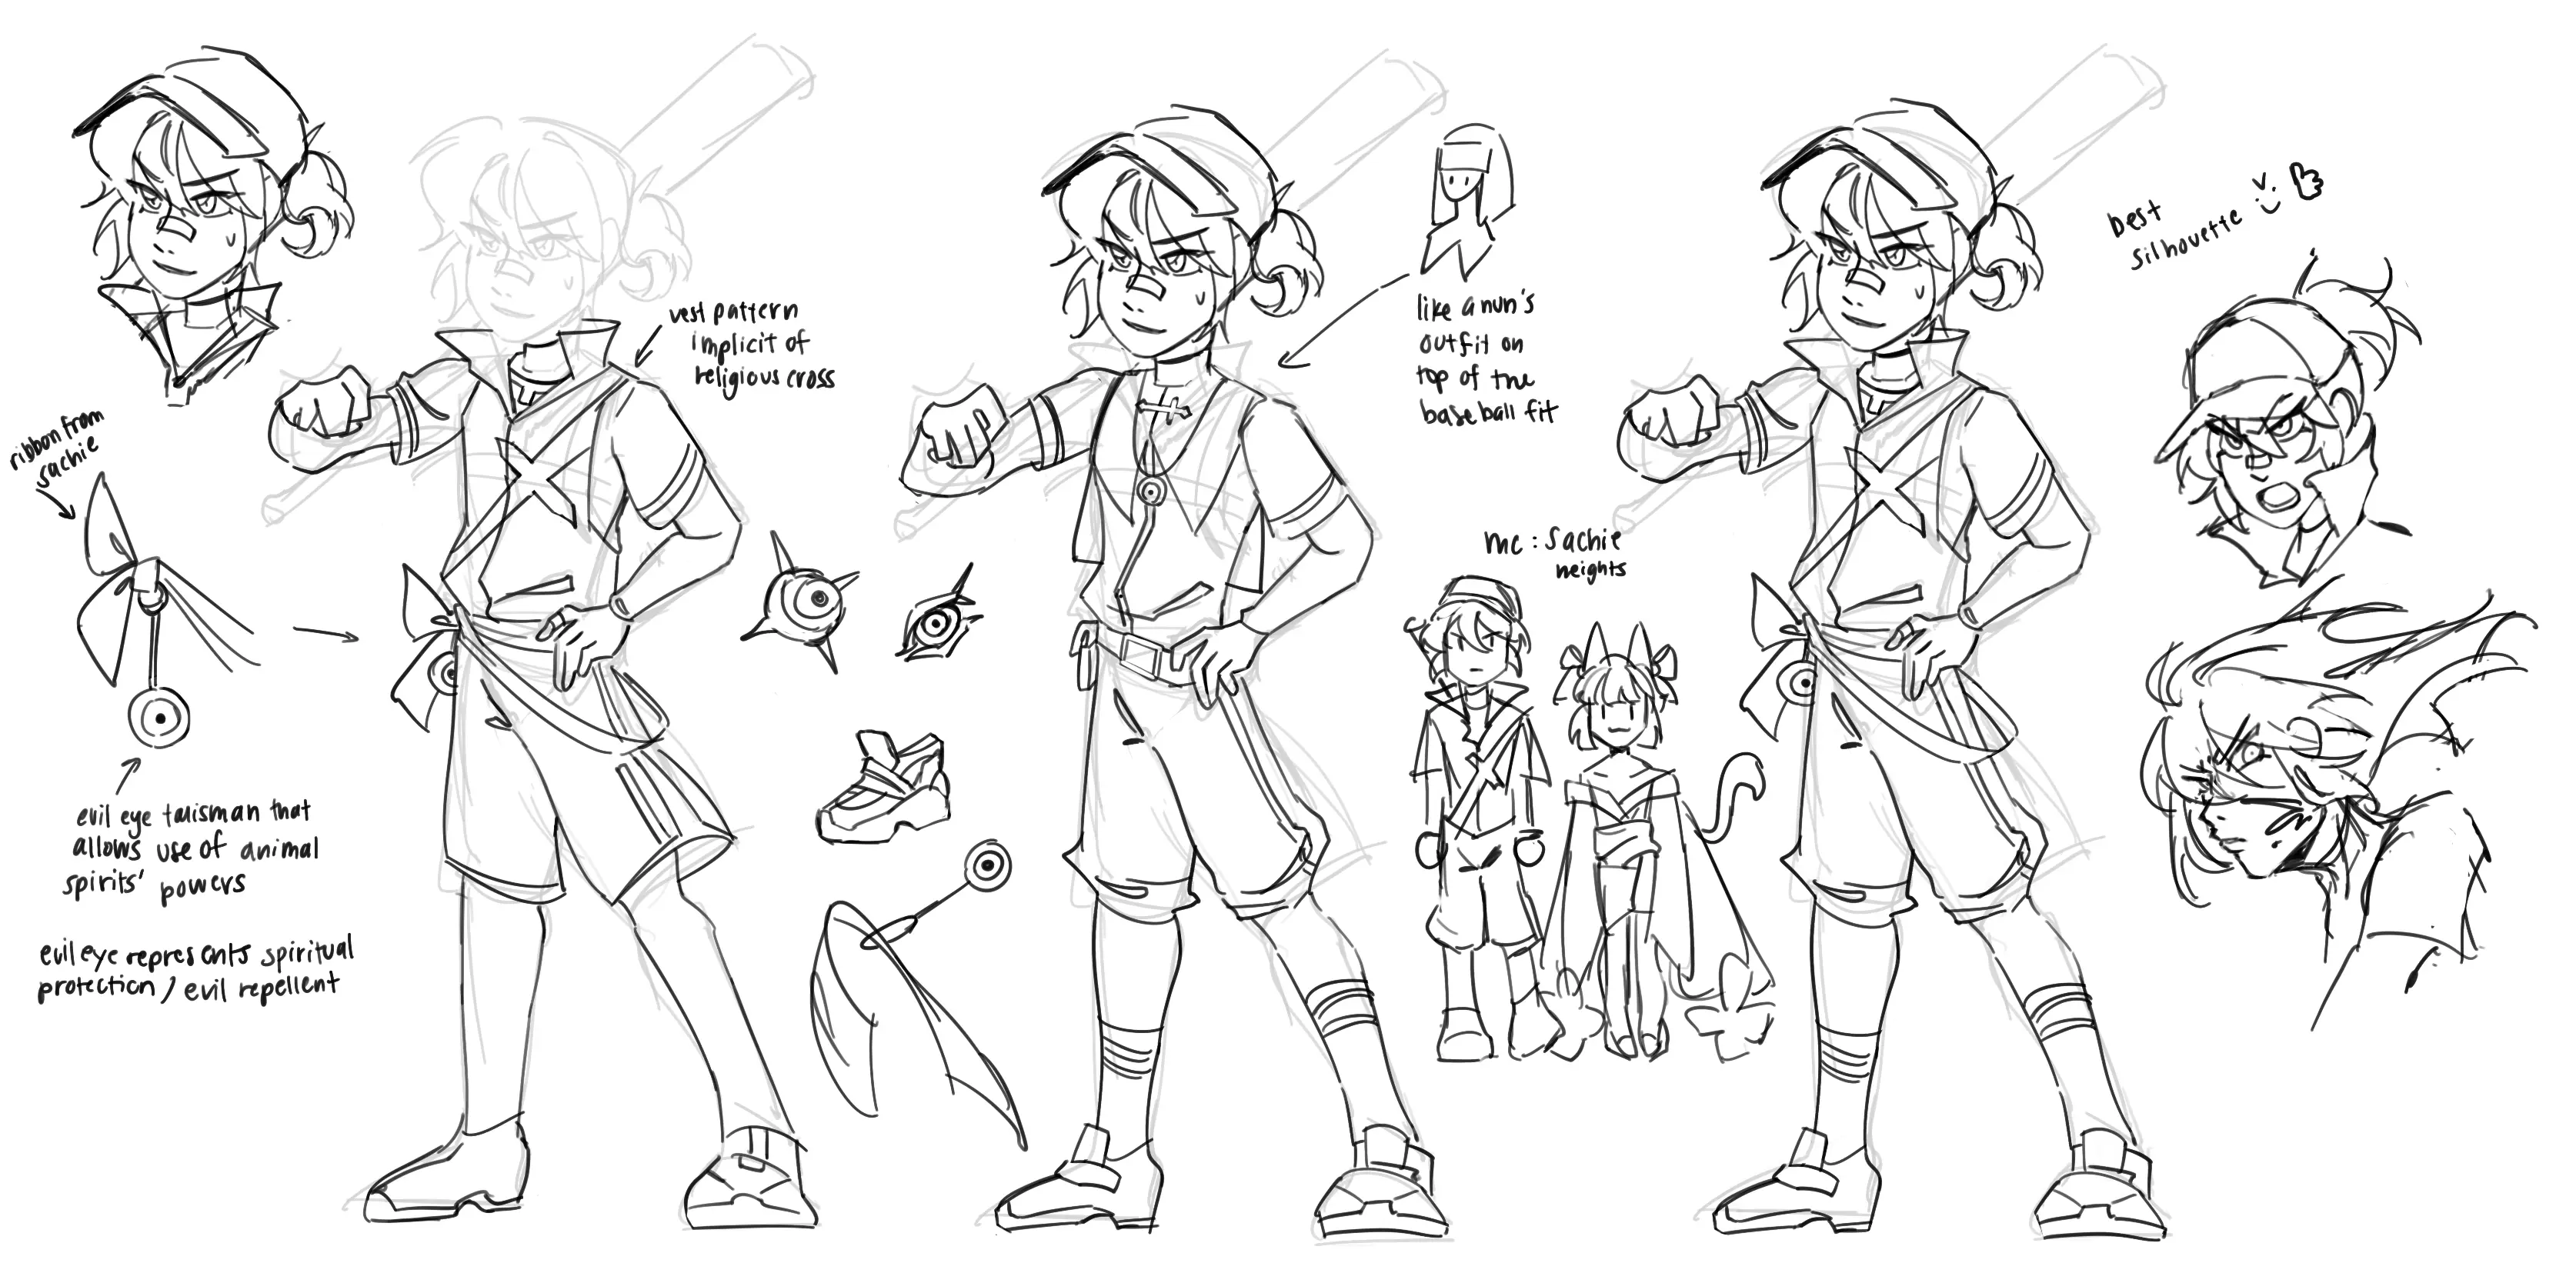 ribbon from
sachie
evil eye talisman that
allows use of animal
spirits' powers
evil eye represents spiritual
protection / evil repellent
vest pattern
implicit of
religious cross
like a nun's
outfit on
top of the
baseball fit
mc : Sachie
heights
best
silhouette